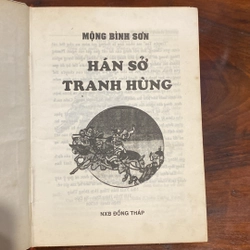 MỘNG BÌNH SƠN
HÁN SỞ
TRANH HÙNG
NXB ĐỒNG THÁP